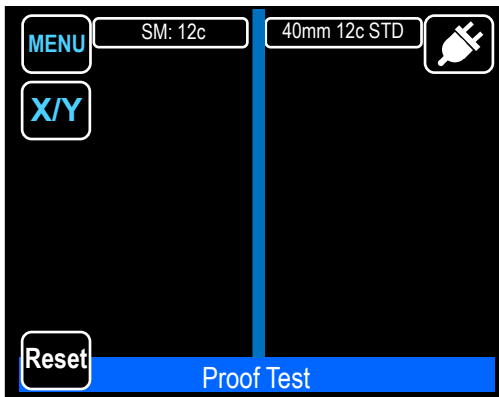 MENU
SM: 12c
40mm 12c STD
X/Y
Reset
Proof Test